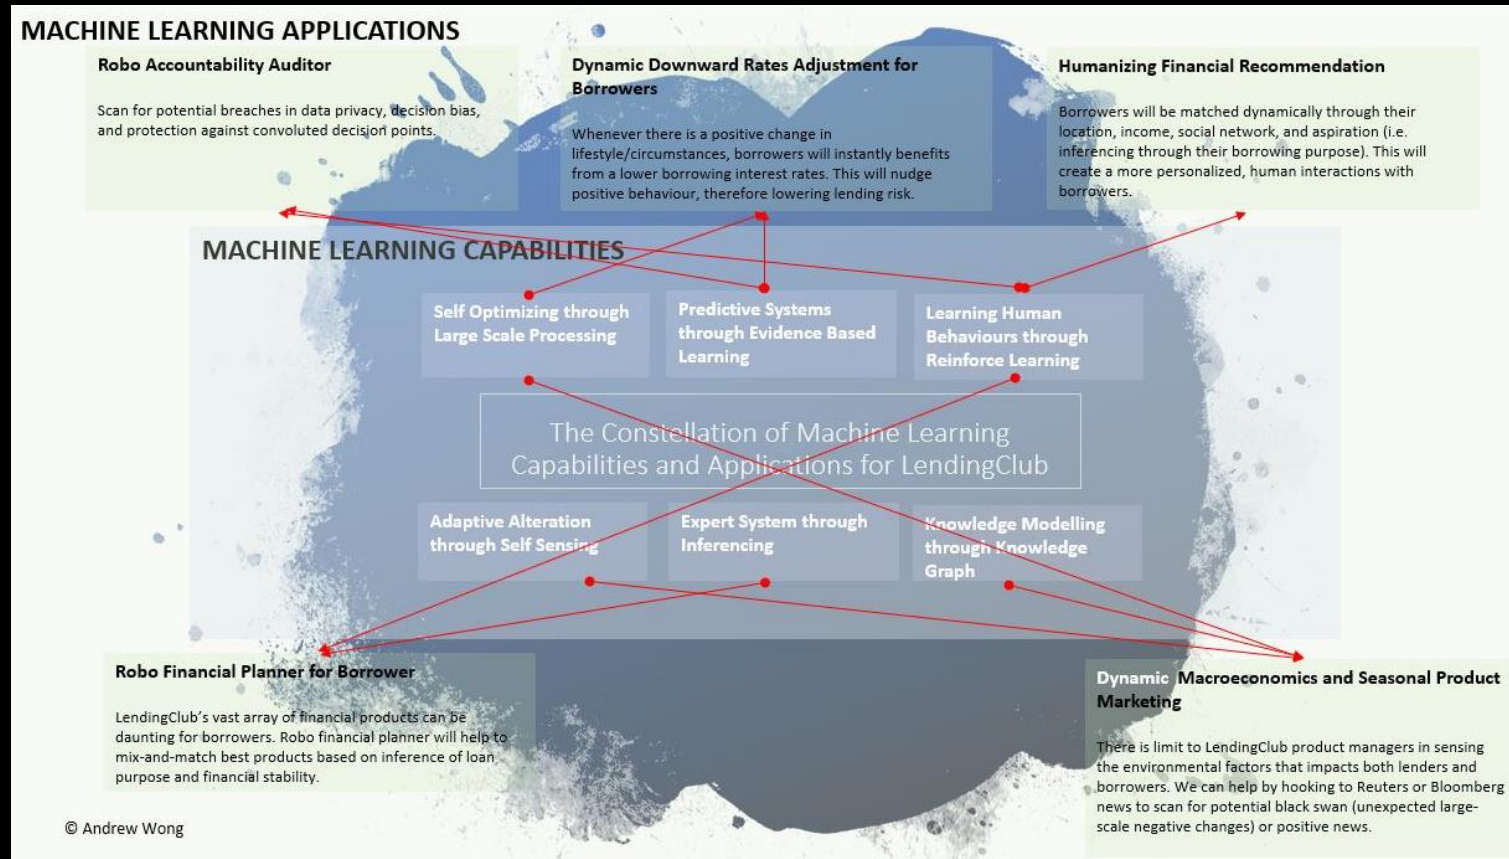 MACHINE LEARNING APPLICATIONS
Robo Accountability Auditor
Scan for potential breaches in data privacy, decision bias,
and protection against convoluted decision points.
Dynamic Downward Rates Adjustment for
Borrowers
Whenever there is a positive change in
lifestyle/circumstances, borrowers will instantly benefits
from a lower borrowing interest rates. This will nudge
positive behaviour, therefore lowering lending risk.
Humanizing Financial Recommendation
Borrowers will be matched dynamically through their
location, income, social network, and aspiration (i.e.
inferencing through their borrowing purpose). This will
create a more personalized, human interactions with
borrowers.
MACHINE LEARNING CAPABILITIES
Self Optimizing through
Large Scale Processing
Predictive Systems
through Evidence Based
Learning
Learning Human
Behaviours through
Reinforce Learning
The Constellation of Machine Learning
Capabilities and Applications for LendingClub
Adaptive Alteration
through Self Sensing
Expert System through
Inferencing
Knowledge Modelling
through Knowledge
Graph
Robo Financial Planner for Borrower
LendingClub's vast array of financial products can be
daunting for borrowers. Robo financial planner will help to
mix-and-match best products based on inference of loan
purpose and financial stability.
Dynamic Macroeconomics and Seasonal Product
Marketing
There is limit to LendingClub product managers in sensing
the environmental factors that impacts both lenders and
borrowers. We can help by hooking to Reuters or Bloomberg
news to scan for potential black swan (unexpected large-
scale negative changes) or positive news.
© Andrew Wong